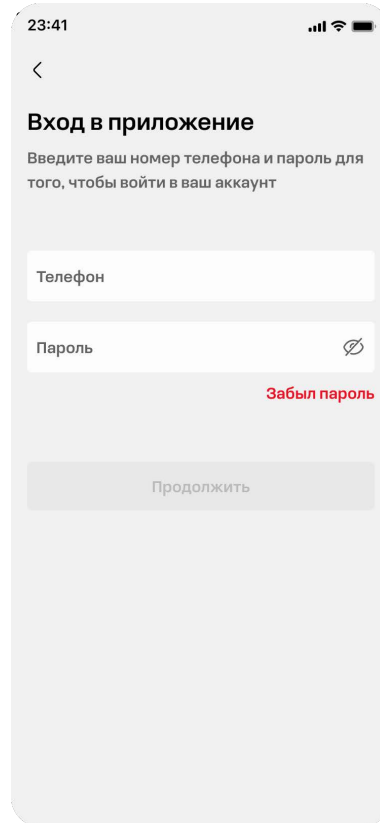 23:41
Вход в приложение
Введите ваш номер телефона и пароль для
того, чтобы войти в ваш аккаунт
Телефон
Пароль
Забыл пароль
Продолжить